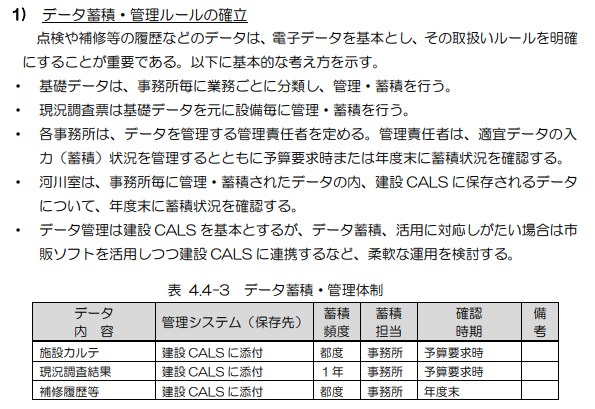 1) データ蓄積・管理ルールの確立
点検や補修等の履歴などのデータは、電子データを基本とし、その取扱いルールを明確
にすることが重要である。以下に基本的な考え方を示す。
・ 基礎データは、事務所毎に業務ごとに分類し、管理・蓄積を行う。
・ 現況調査票は基礎データを元に設備毎に管理・蓄積を行う。
・ 各事務所は、データを管理する管理責任者を定める。管理責任者は、適宜データの入
力（蓄積）状況を管理するとともに予算要求時または年度末に蓄積状況を確認する。
・ 河川室は、事務所毎に管理・蓄積されたデータの内、建設 CALS に保存されるデータ
について、年度末に蓄積状況を確認する。
・ データ管理は建設 CALS を基本とするが、データ蓄積、活用に対応しがたい場合は市
販ソフトを活用しつつ建設 CALS に連携するなど、柔軟な運用を検討する。
表 4.4-3 データ蓄積・管理体制
データ 内 容 管理システム（保存先） 蓄積 頻度 蓄積 担当 確認 時期 備 考
施設カルテ 建設 CALS に添付 都度 事務所 予算要求時
現況調査結果 建設 CALS に添付 １年 事務所 予算要求時
補修履歴等 建設 CALS に添付 都度 事務所 年度末